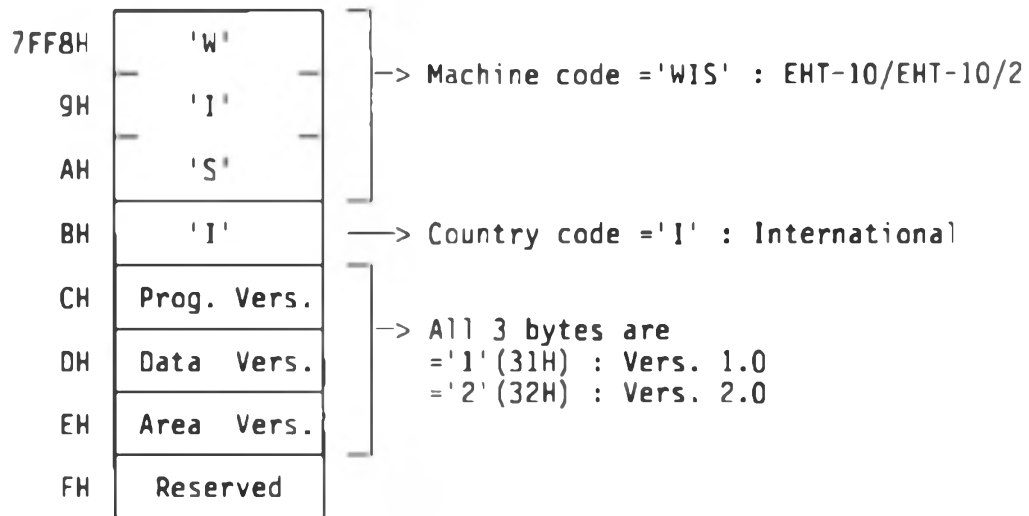 7FF8H 'W'
-> Machine code ='WIS' : EHT-10/EHT-10/2
9H 'I'
AH 'S'
BH 'I' -> Country code ='I' : International
CH Prog. Vers.
-> All 3 bytes are
DH Data Vers. ='1'(31H) : Vers. 1.0
='2'(32H) : Vers. 2.0
EH Area Vers.
FH Reserved